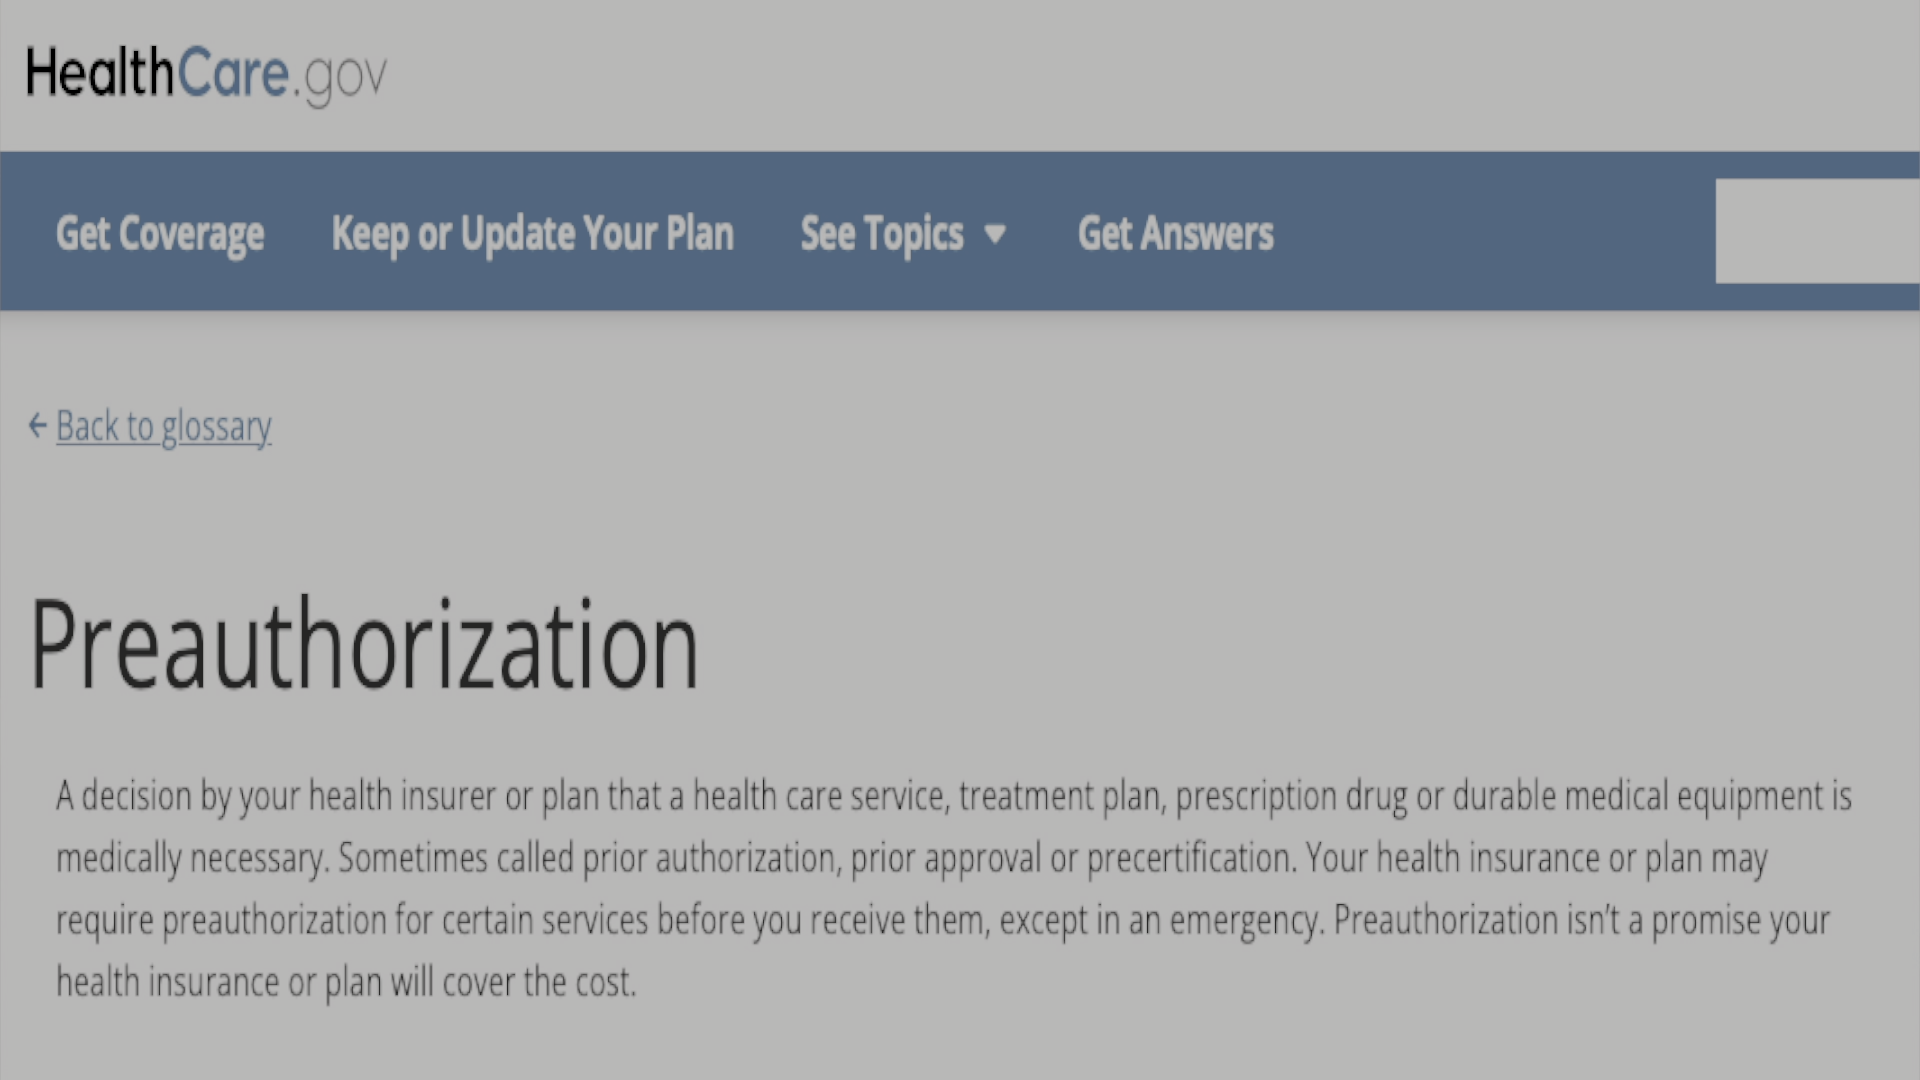 HealthCare.gov
Get Coverage Keep or Update Your Plan See Topics Get Answers
Back to glossary
Preauthorization
A decision by your health insurer or plan that a health care service, treatment plan, prescription drug or durable medical equipment is
medically necessary. Sometimes called prior authorization, prior approval or precertification. Your health insurance or plan may
require preauthorization for certain services before you receive them, except in an emergency. Preauthorization isn’t a promise your
health insurance or plan will cover the cost.